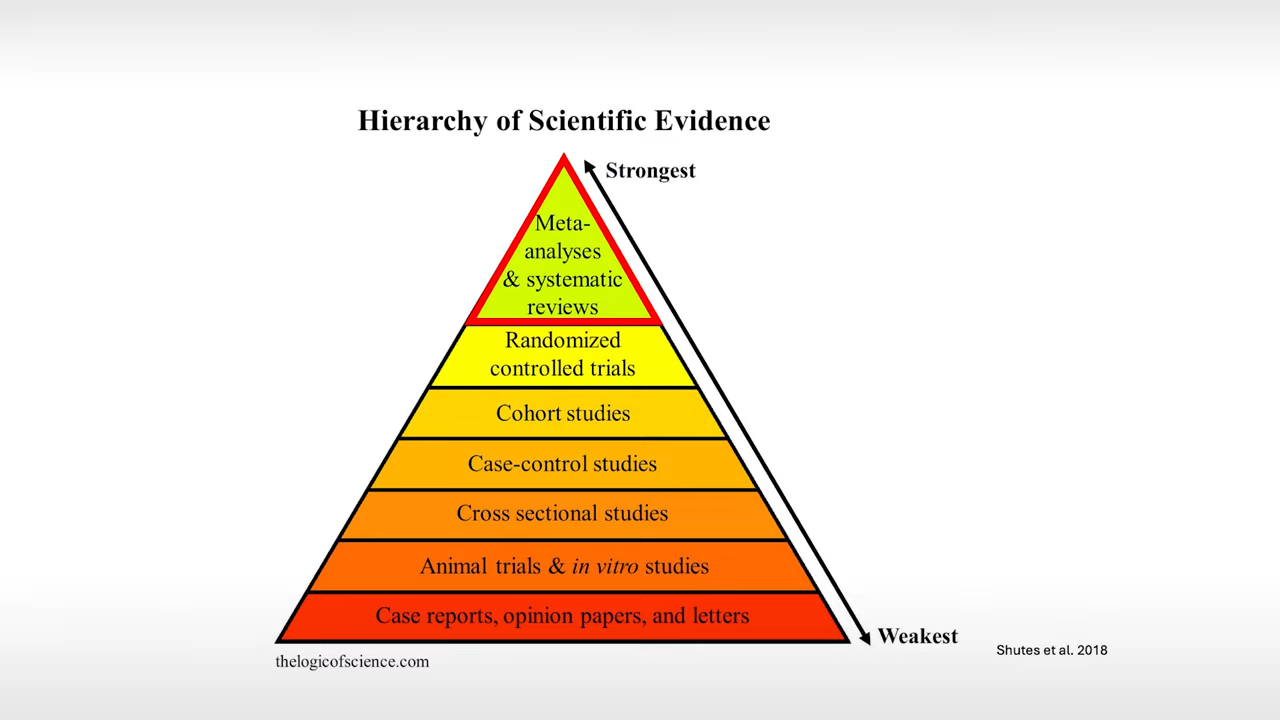 Hierarchy of Scientific Evidence
Strongest
Meta-
analyses
& systematic
reviews
Randomized
controlled trials
Cohort studies
Case-control studies
Cross sectional studies
Animal trials & in vitro studies
Case reports, opinion papers, and letters
Weakest
thelogicofscience.com
Shutes et al. 2018